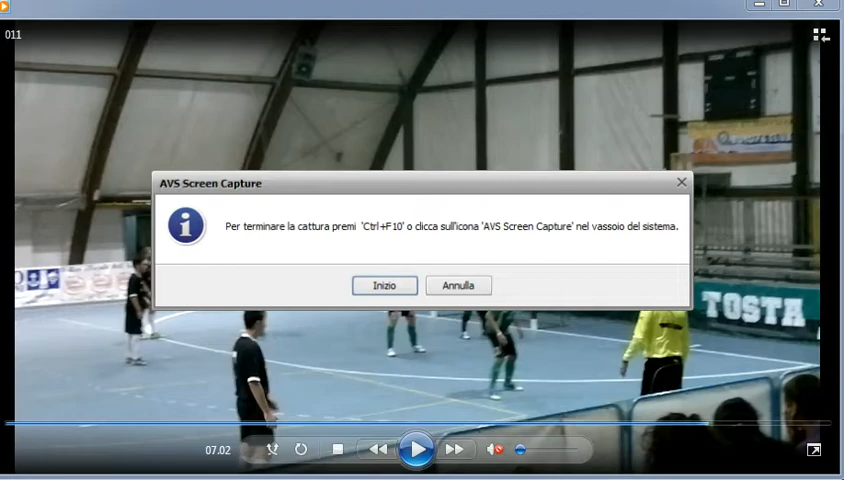 011
AVS Screen Capture
Per terminare la cattura premi 'Ctrl+F10' o clicca sull'icona 'AVS Screen Capture' nel vassoio del sistema.
Inizio Annulla
TOSTA
07.02